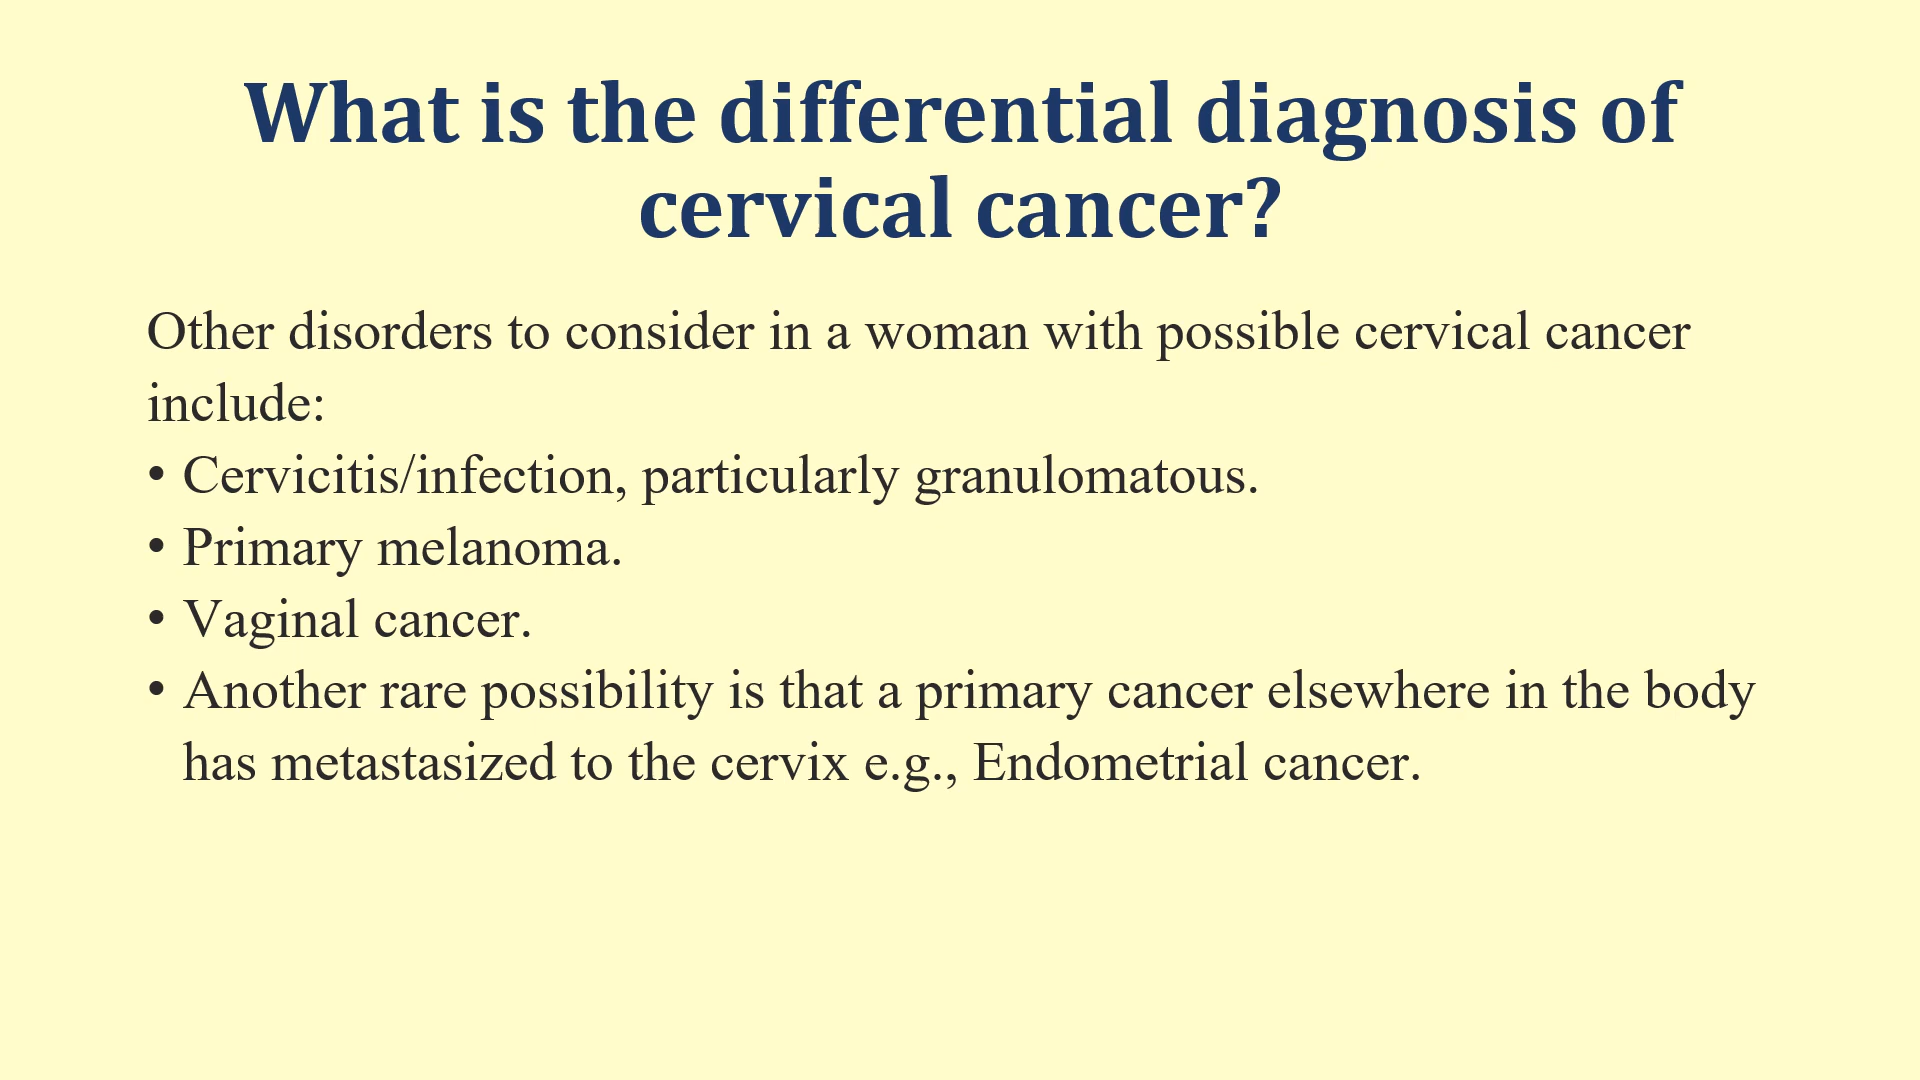 What is the differential diagnosis of
cervical cancer?
Other disorders to consider in a woman with possible cervical cancer
include:
• Cervicitis/infection, particularly granulomatous.
• Primary melanoma.
• Vaginal cancer.
• Another rare possibility is that a primary cancer elsewhere in the body
has metastasized to the cervix e.g., Endometrial cancer.